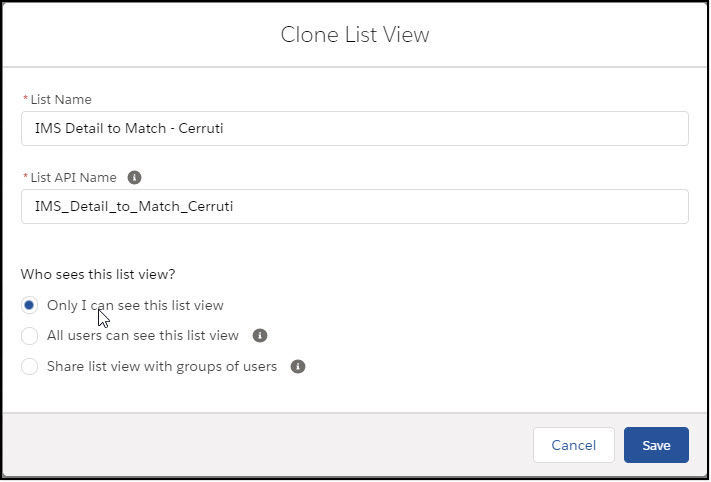 Clone List View
* List Name
IMS Detail to Match - Cerruti
* List API Name
IMS_Detail_to_Match_Cerruti
Who sees this list view?
Only I can see this list view
All users can see this list view
Share list view with groups of users
Cancel Save